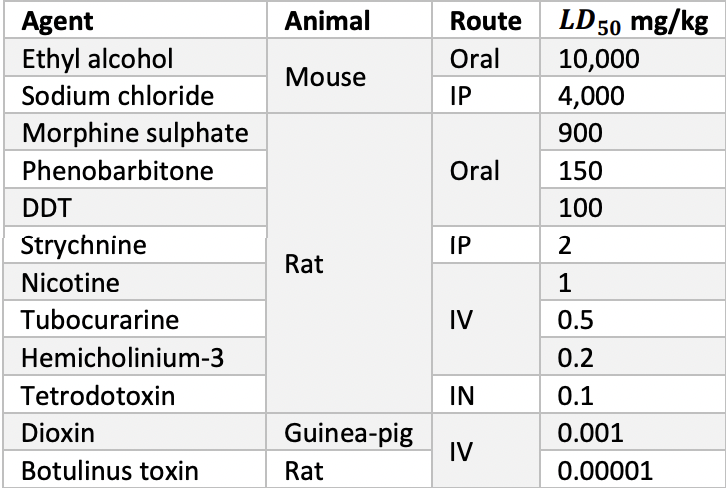 Agent Animal Route LD50 mg/kg
Ethyl alcohol Mouse Oral 10,000
Sodium chloride IP 4,000
Morphine sulphate Rat Oral 900
Phenobarbitone 150
DDT 100
Strychnine IP 2
Nicotine IV 1
Tubocurarine 0.5
Hemicholinium-3 0.2
Tetrodotoxin IN 0.1
Dioxin Guinea-pig IV 0.001
Botulinus toxin Rat 0.00001